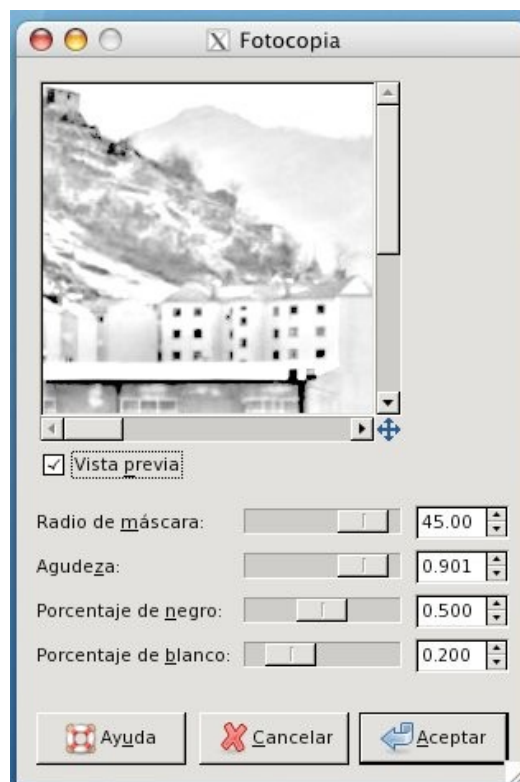 Fotocopia
Vista previa
Radio de máscara: 45.00
Agudeza: 0.901
Porcentaje de negro: 0.500
Porcentaje de blanco: 0.200
Ayuda Cancelar Aceptar